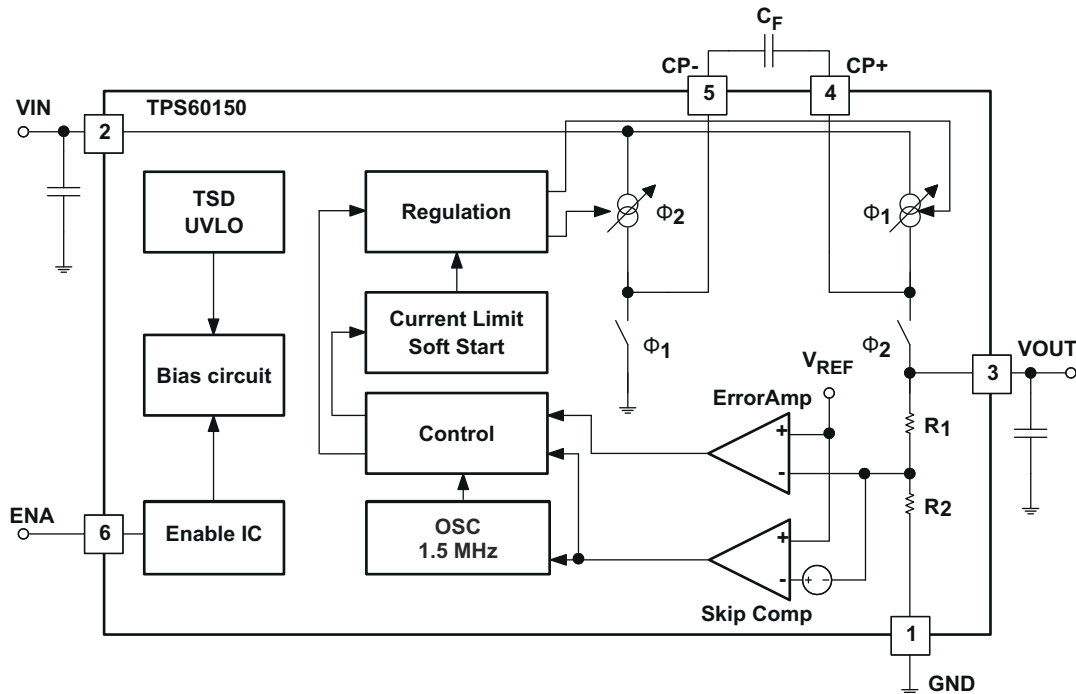 CF
CP-
CP+
5
4
VIN
TPS60150
2
TSD
UVLO
Regulation
Φ2
Φ1
Current Limit
Soft Start
Φ1
Φ2
VOUT
Bias circuit
VREF
3
ErrorAmp
Control
+
-
R1
ENA
R2
6
Enable IC
OSC
1.5 MHz
+
-
+ -
Skip Comp
1
GND